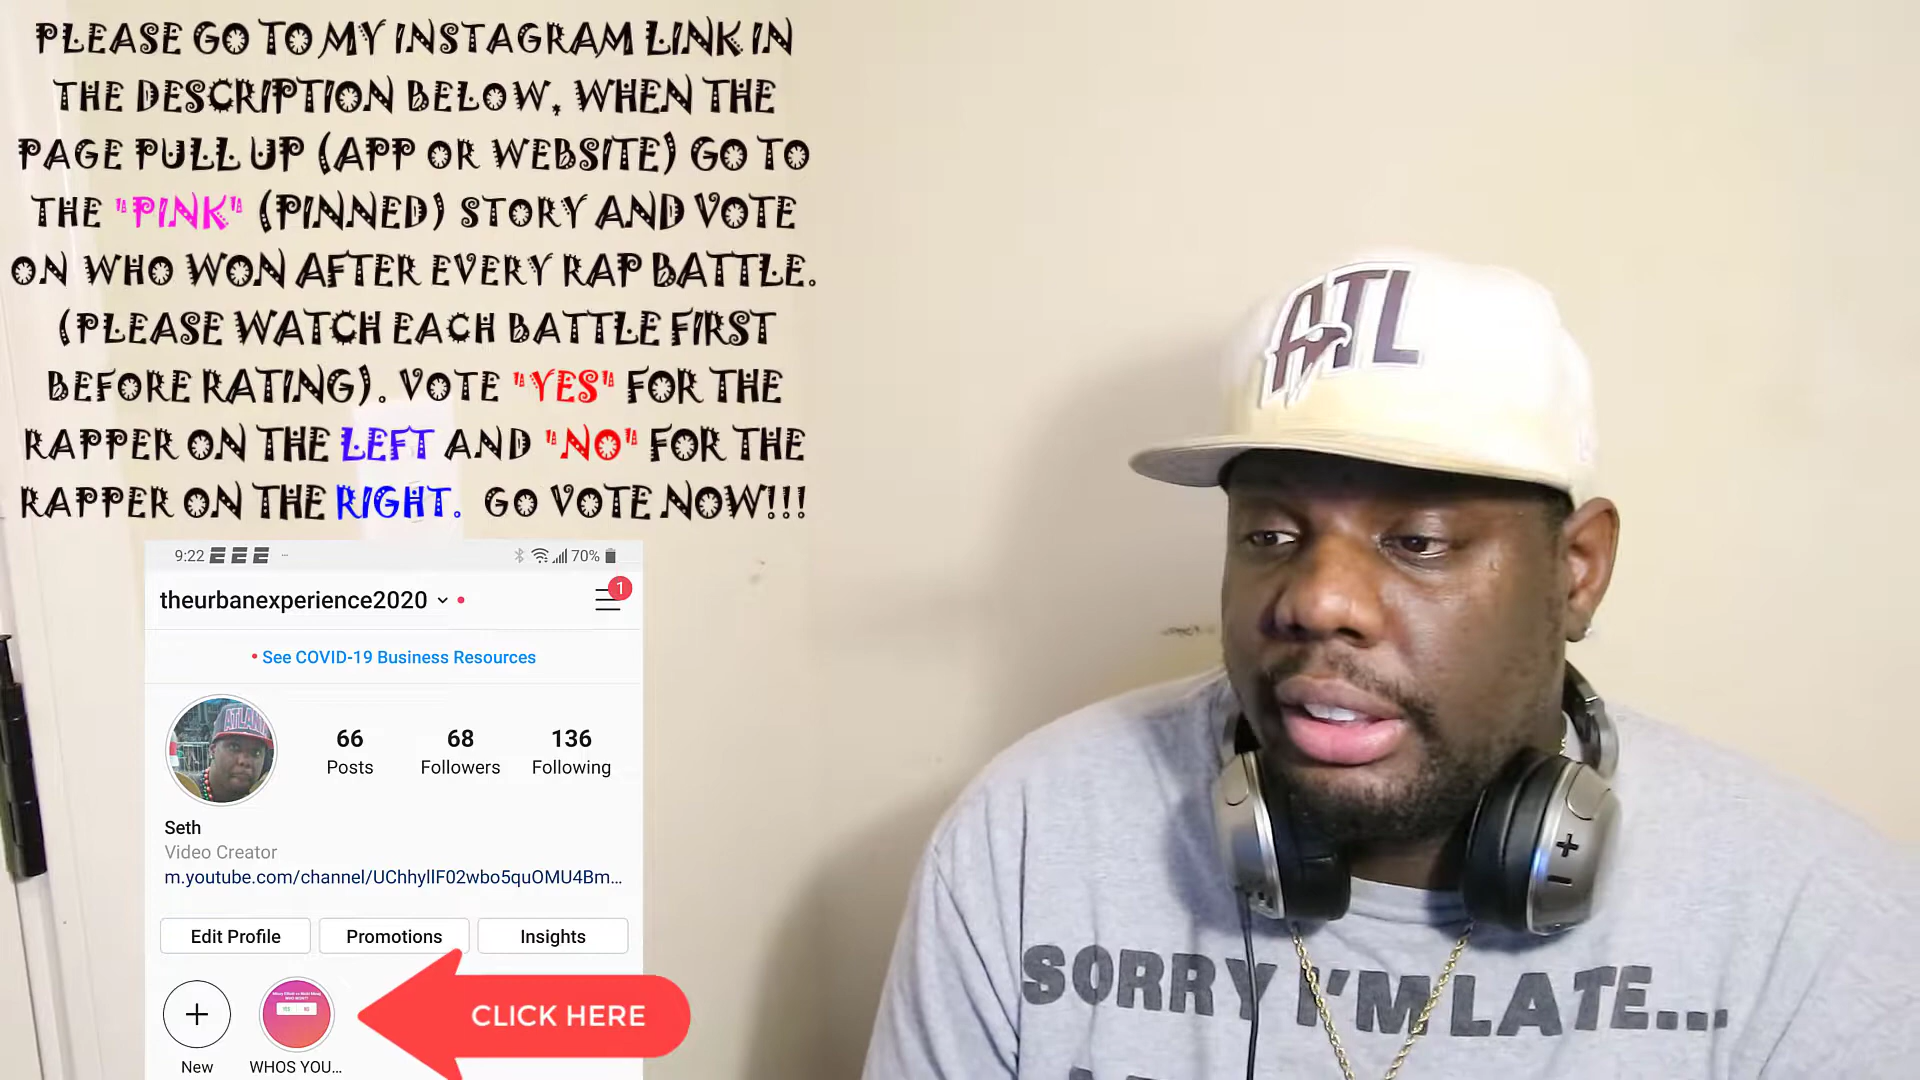 PLEASE GO TO MY INSTAGRAM LINK IN
THE DESCRIPTION BELOW, WHEN THE
PAGE PULL UP (APP OR WEBSITE) GO TO
THE "PINK" (PINNED) STORY AND VOTE
ON WHO WON AFTER EVERY RAP BATTLE.
(PLEASE WATCH EACH BATTLE FIRST
BEFORE RATING). VOTE "YES" FOR THE
RAPPER ON THE LEFT AND "NO" FOR THE
RAPPER ON THE RIGHT. GO VOTE NOW!!!
9:22 70%
theurbanexperience2020 1
• See COVID-19 Business Resources
66 68 136
Posts Followers Following
Seth
Video Creator
m.youtube.com/channel/UChhyllF02wbo5quOMU4Bm...
Edit Profile Promotions Insights
CLICK HERE
New WHOS YOU...
ATL
SORRY I'M LATE...